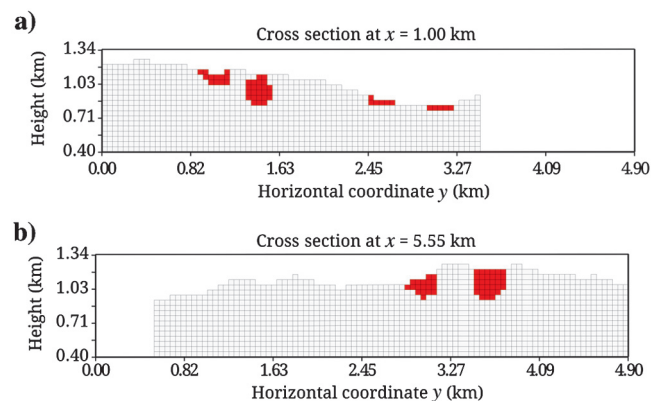 a)
Cross section at x = 1.00 km
Height (km)
1.34
1.03
0.71
0.40
0.00 0.82 1.63 2.45 3.27 4.09 4.90
Horizontal coordinate y (km)
b)
Cross section at x = 5.55 km
Height (km)
1.34
1.03
0.71
0.40
0.00 0.82 1.63 2.45 3.27 4.09 4.90
Horizontal coordinate y (km)